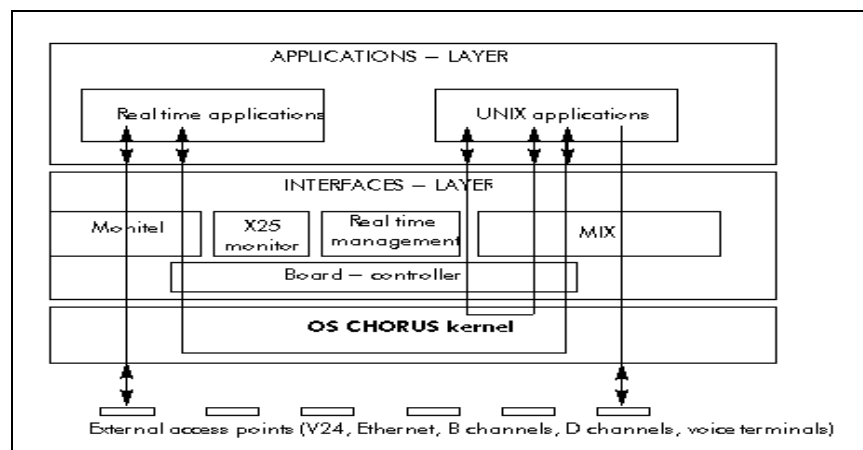 APPLICATIONS – LAYER
Real time applications
UNIX applications
INTERFACES – LAYER
Monitel
X25
monitor
Real time
management
MIX
Board – controller
OS CHORUS kernel
External access points (V24, Ethernet, B channels, D channels, voice terminals)